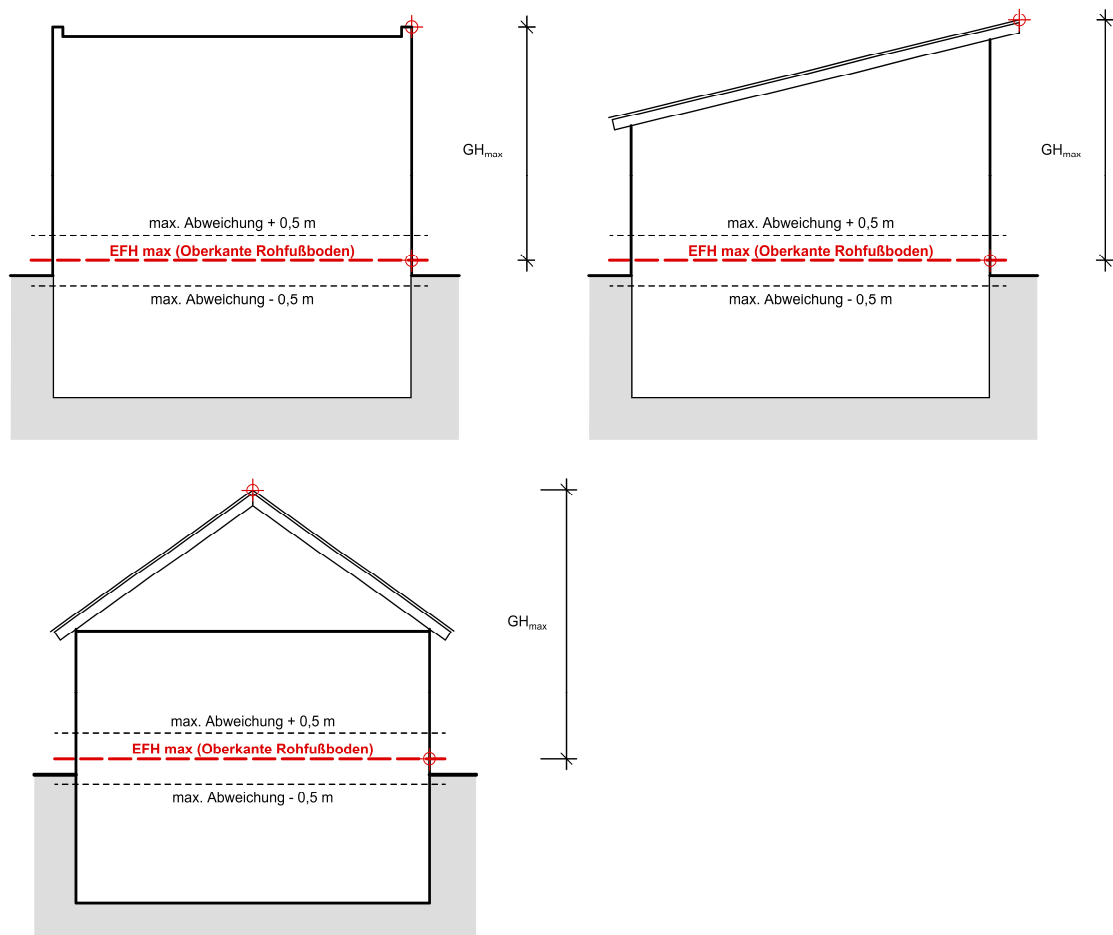 GHmax
max. Abweichung + 0,5 m
EFH max (Oberkante Rohfußboden)
max. Abweichung - 0,5 m
GHmax
max. Abweichung + 0,5 m
EFH max (Oberkante Rohfußboden)
max. Abweichung - 0,5 m
GHmax
max. Abweichung + 0,5 m
EFH max (Oberkante Rohfußboden)
max. Abweichung - 0,5 m